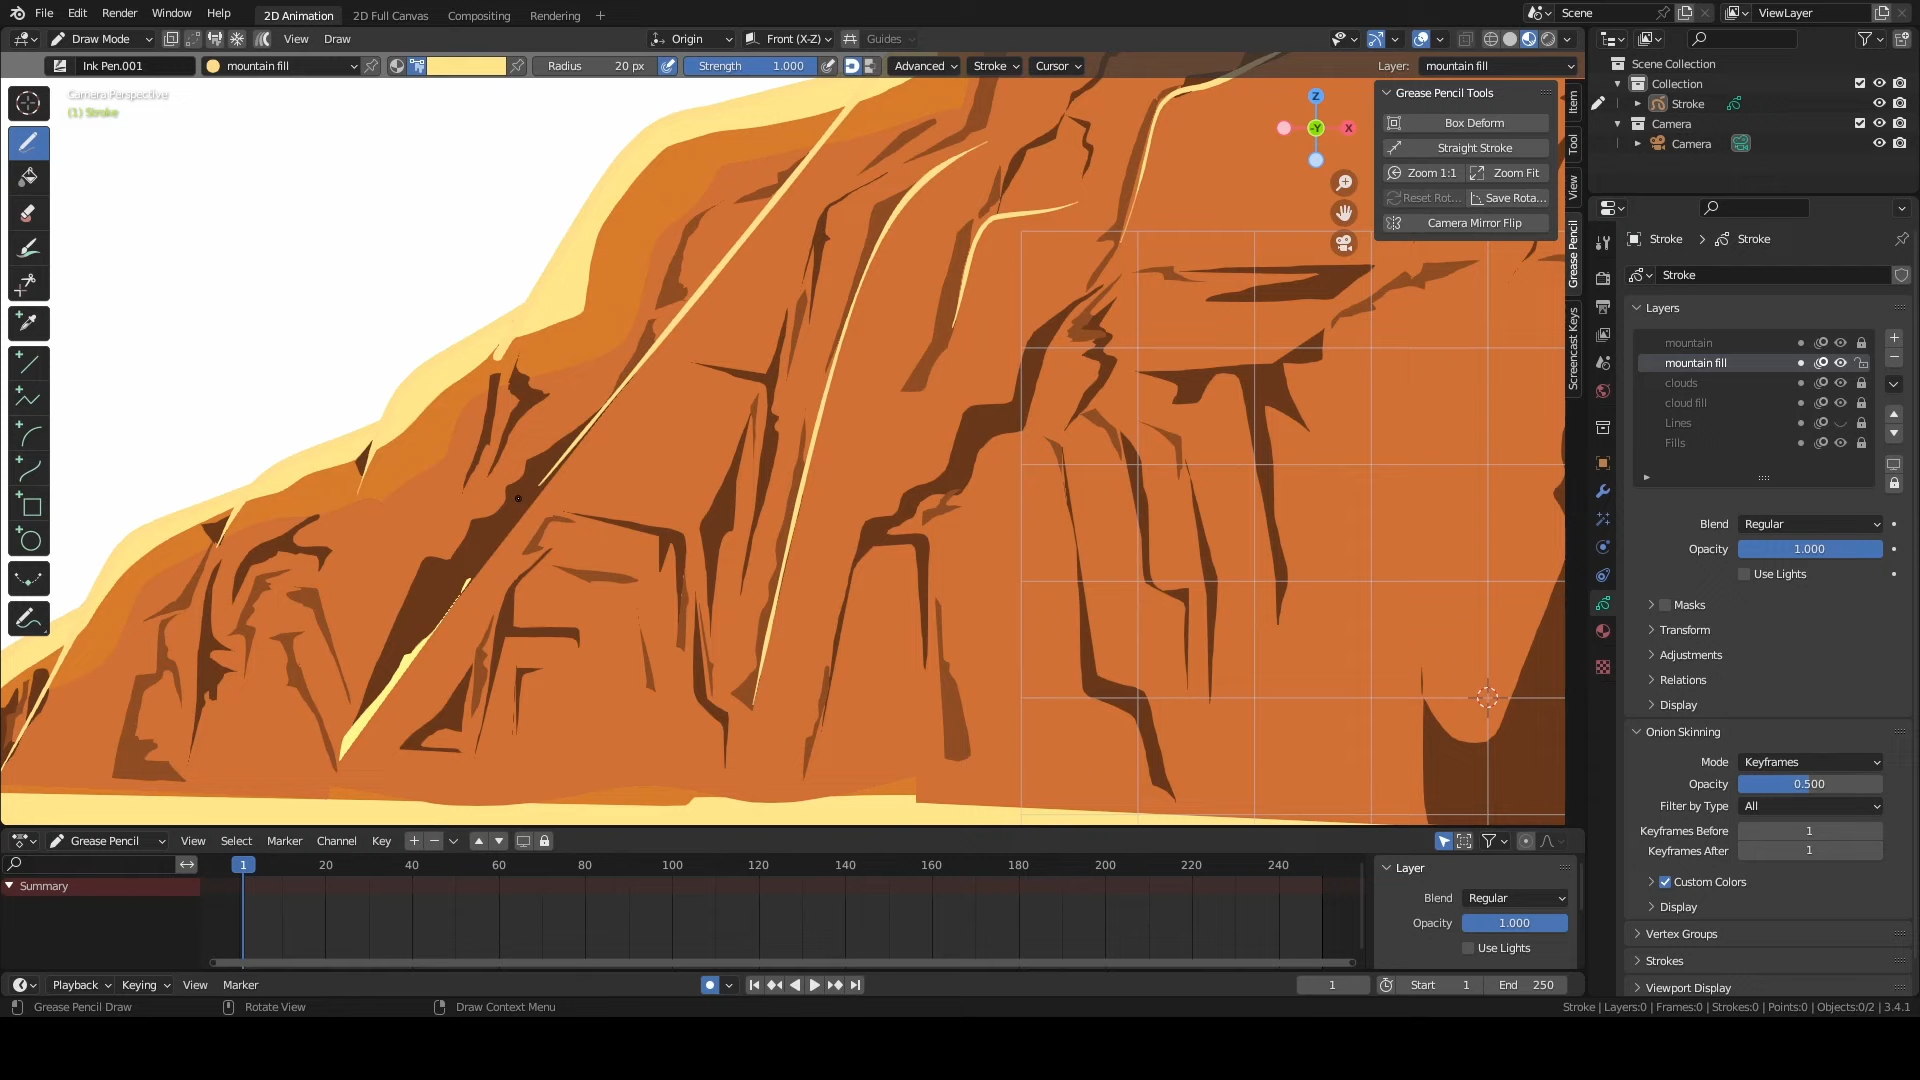 File Edit Render Window Help 2D Animation 2D Full Canvas Compositing Rendering + Scene ViewLayer
Draw Mode View Draw Origin Front (X-Z) Guides
Ink Pen.001 mountain fill Radius 20 px Strength 1.000 Advanced Stroke Cursor Layer: mountain fill
Camera Perspective
(1) Stroke
Z
-Y
X
Grease Pencil Tools
Box Deform
Straight Stroke
Zoom 1:1 Zoom Fit
Reset Rot... Save Rota...
Camera Mirror Flip
Item
Tool
View
Grease Pencil
Screencast Keys
Scene Collection
Collection
Stroke
Camera
Camera
Stroke Stroke
Stroke
Layers
mountain
mountain fill
clouds
cloud fill
Lines
Fills
Blend Regular
Opacity 1.000
Use Lights
Masks
Transform
Adjustments
Relations
Display
Onion Skinning
Mode Keyframes
Opacity 0.500
Filter by Type All
Keyframes Before 1
Keyframes After 1
Custom Colors
Display
Vertex Groups
Strokes
Viewport Display
Grease Pencil View Select Marker Channel Key
1 20 40 60 80 100 120 140 160 180 200 220 240
Summary
Layer
Blend Regular
Opacity 1.000
Use Lights
Playback Keying View Marker 1 Start 1 End 250
Grease Pencil Draw Rotate View Draw Context Menu Stroke | Layers:0 | Frames:0 | Strokes:0 | Points:0 | Objects:0/2 | 3.4.1